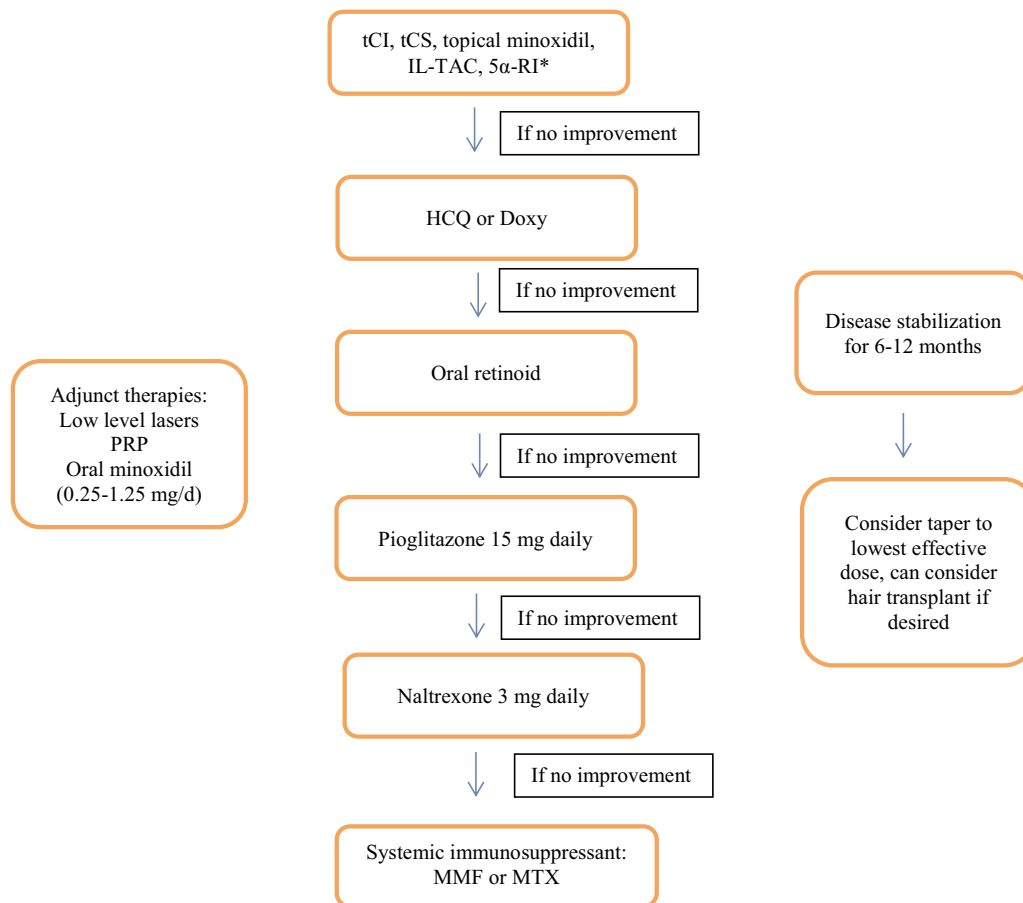 tCI, tCS, topical minoxidil,
IL-TAC, 5α-RI*
If no improvement
HCQ or Doxy
If no improvement
Oral retinoid
If no improvement
Pioglitazone 15 mg daily
If no improvement
Naltrexone 3 mg daily
If no improvement
Systemic immunosuppressant:
MMF or MTX
Adjunct therapies:
Low level lasers
PRP
Oral minoxidil
(0.25-1.25 mg/d)
Disease stabilization
for 6-12 months
Consider taper to
lowest effective
dose, can consider
hair transplant if
desired